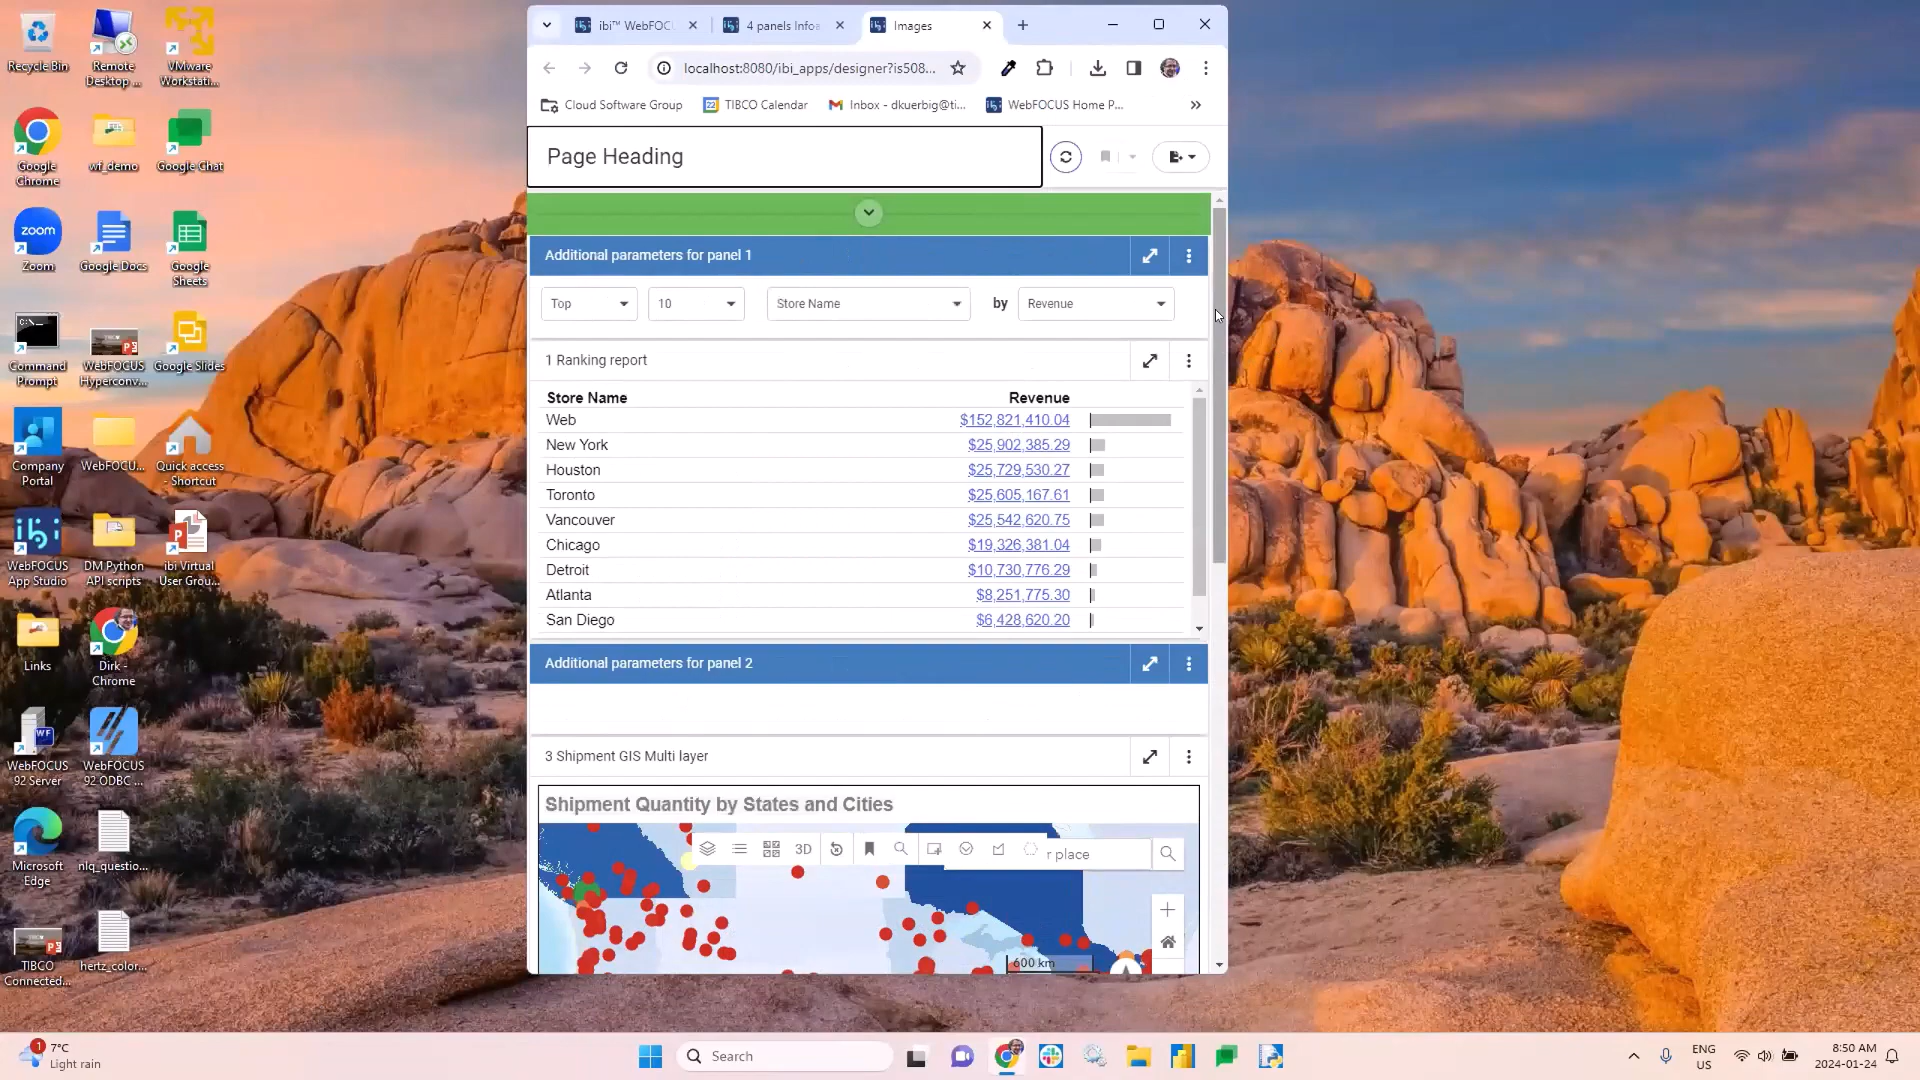 Recycle Bin
Remote
Desktop ...
VMware
Workstati...
Google
Chrome
wf_demo
Google Chat
zoom
Zoom
Google Docs
Google
Sheets
Command
Prompt
WebFOCUS
Hyperconv...
Google Slides
Company
Portal
WebFOCU...
Quick access
- Shortcut
WebFOCUS
App Studio
DM Python
API scripts
ibi Virtual
User Grou...
Links
Dirk -
Chrome
WebFOCUS
92 Server
WebFOCUS
92 ODBC ...
Microsoft
Edge
nlq_questio...
TIBCO
Connected...
hertz_color...
ibi™ WebFOCU
4 panels Infoa
Images
localhost:8080/ibi_apps/designer?is508...
Cloud Software Group
TIBCO Calendar
Inbox - dkuerbig@ti...
WebFOCUS Home P...
Page Heading
Additional parameters for panel 1
Top
10
Store Name
by
Revenue
1 Ranking report
Store Name Revenue
Web $152,821,410.04
New York $25,902,385.29
Houston $25,729,530.27
Toronto $25,605,167.61
Vancouver $25,542,620.75
Chicago $19,326,381.04
Detroit $10,730,776.29
Atlanta $8,251,775.30
San Diego $6,428,620.20
Additional parameters for panel 2
3 Shipment GIS Multi layer
Shipment Quantity by States and Cities
3D
r place
600 km
1
7°C
Light rain
Search
ENG
US
8:50 AM
2024-01-24